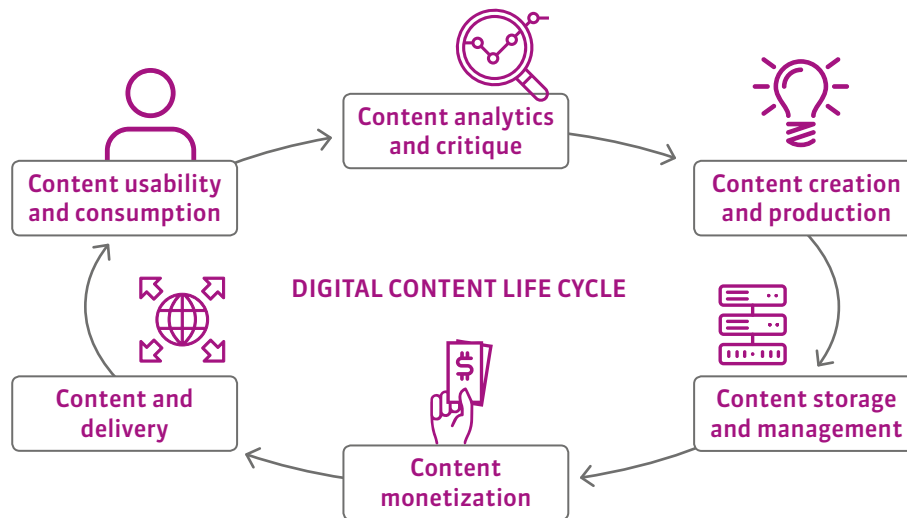 Content analytics
and critique
Content usability
and consumption
Content creation
and production
DIGITAL CONTENT LIFE CYCLE
$
Content and
delivery
Content storage
and management
Content
monetization